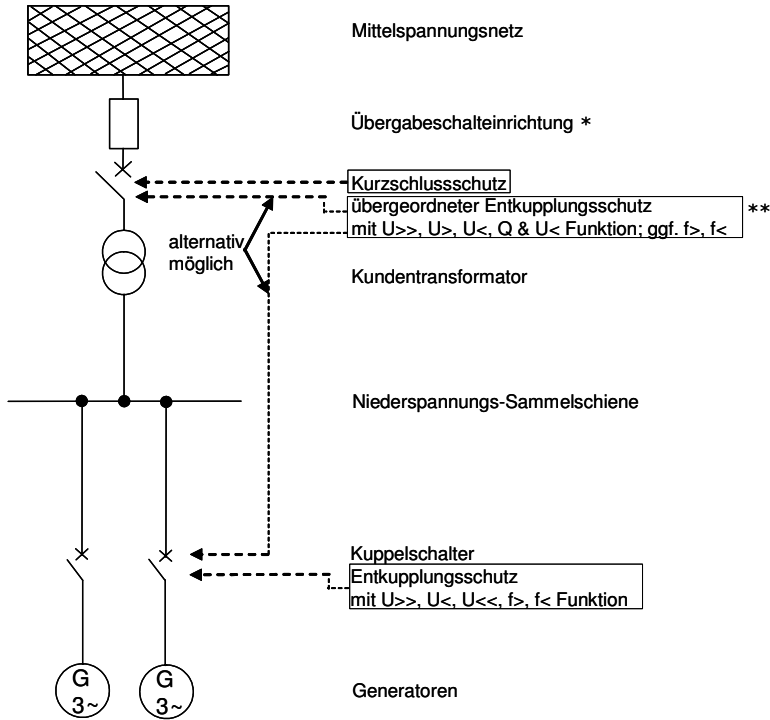 Mittelspannungsnetz
Übergabeschalteinrichtung *
Kurzschlussschutz
übergeordneter Entkupplungsschutz **
mit U>>, U>, U<, Q & U< Funktion; ggf. f>, f<
alternativ
möglich
Kundentransformator
Niederspannungs-Sammelschiene
Kuppelschalter
Entkupplungsschutz
mit U>>, U<, U<<, f>, f< Funktion
G
3~
G
3~
Generatoren